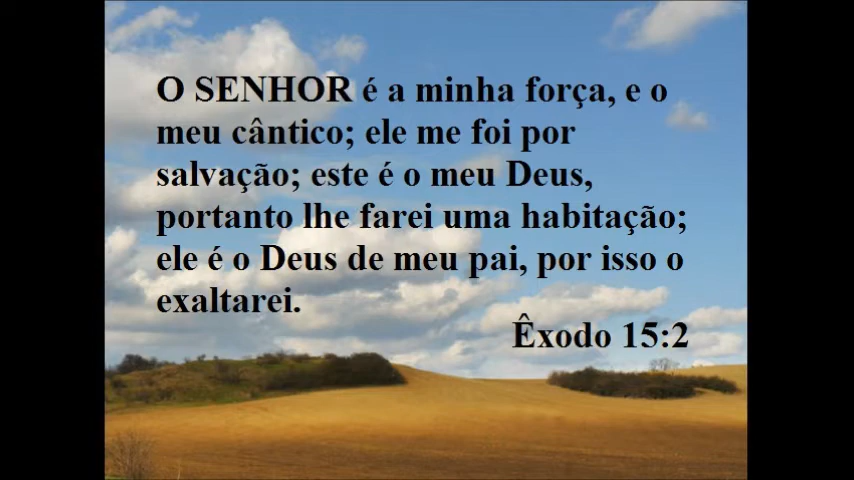 O SENHOR é a minha força, e o
meu cântico; ele me foi por
salvação; este é o meu Deus,
portanto lhe farei uma habitação;
ele é o Deus de meu pai, por isso o
exaltarei.
Êxodo 15:2